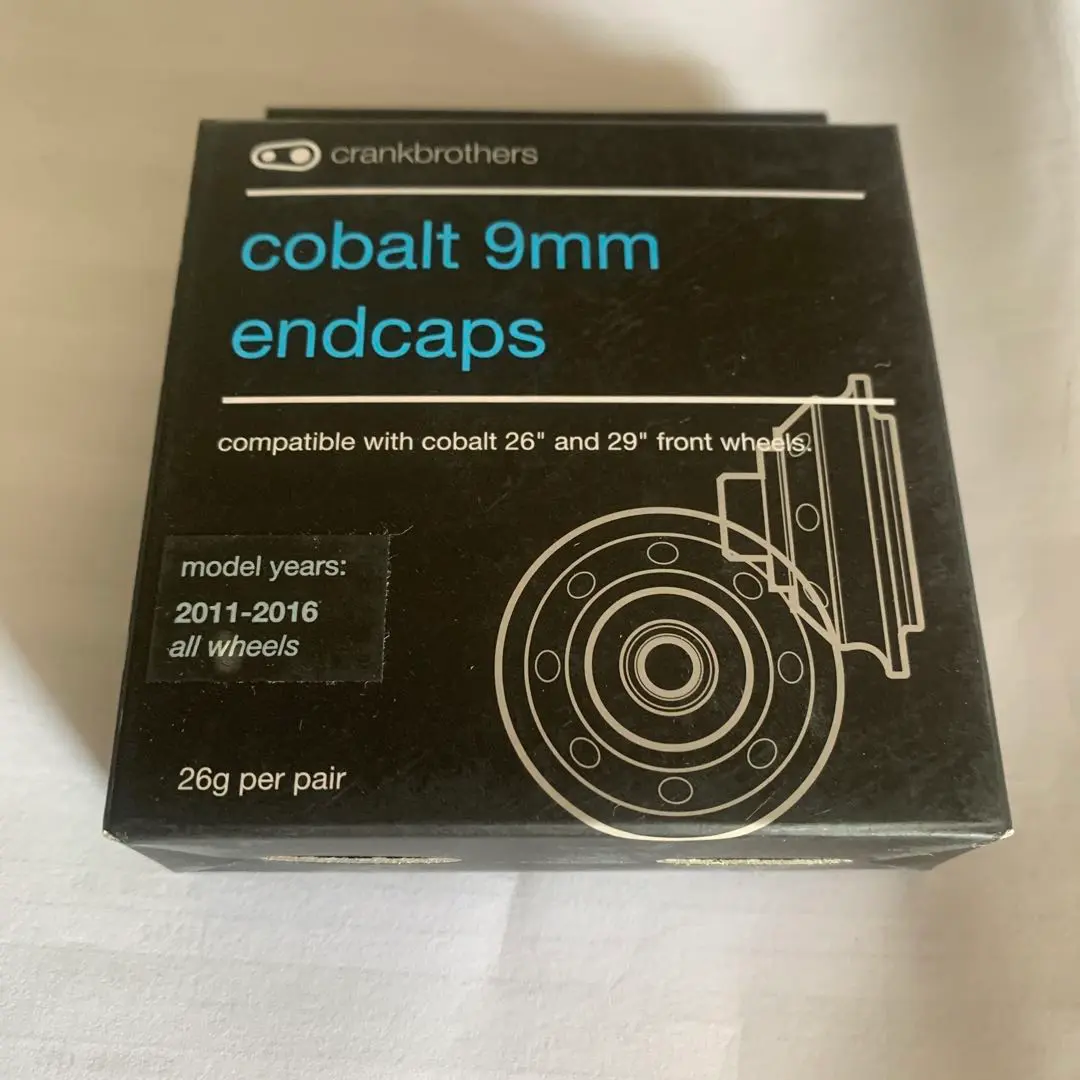 crankbrothers
cobalt 9mm
endcaps
compatible with cobalt 26" and 29" front wheels.
model years:
2011-2016
all wheels
26g per pair